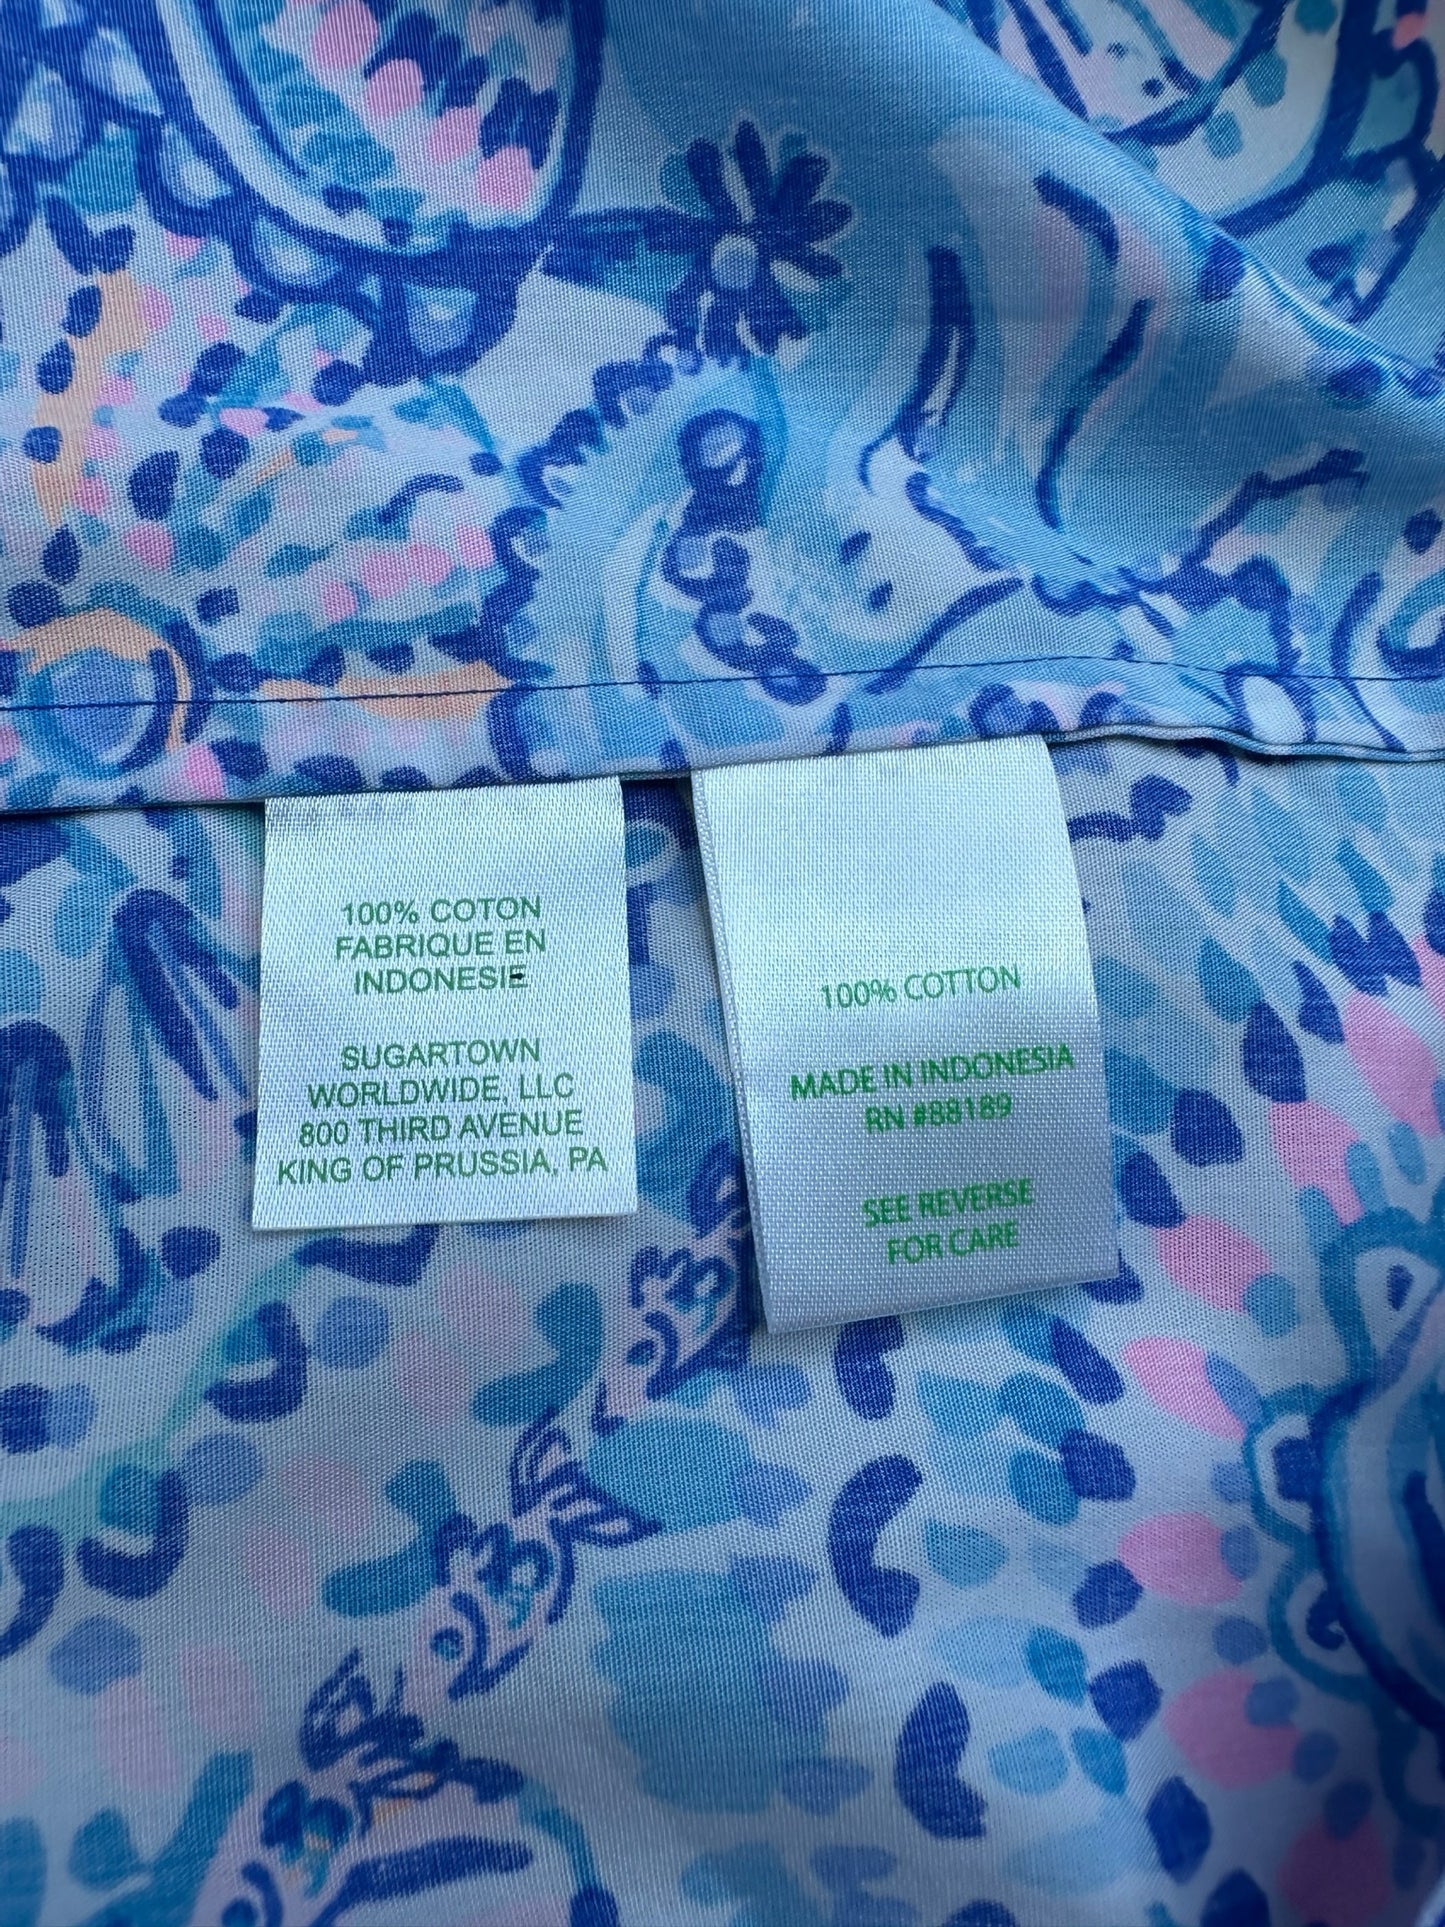 100% COTON
FABRIQUE EN
INDONESIE
SUGARTOWN
WORLDWIDE, LLC
800 THIRD AVENUE
KING OF PRUSSIA, PA
100% COTTON
MADE IN INDONESIA
RN #88189
SEE REVERSE
FOR CARE